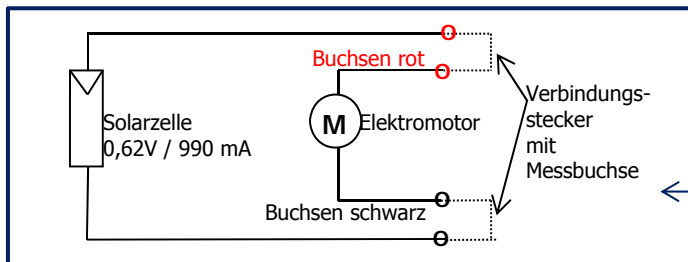 Buchsen rot
Solarzelle
0,62V / 990 mA
M
Elektromotor
Verbindungs-
stecker
mit
Messbuchse
Buchsen schwarz